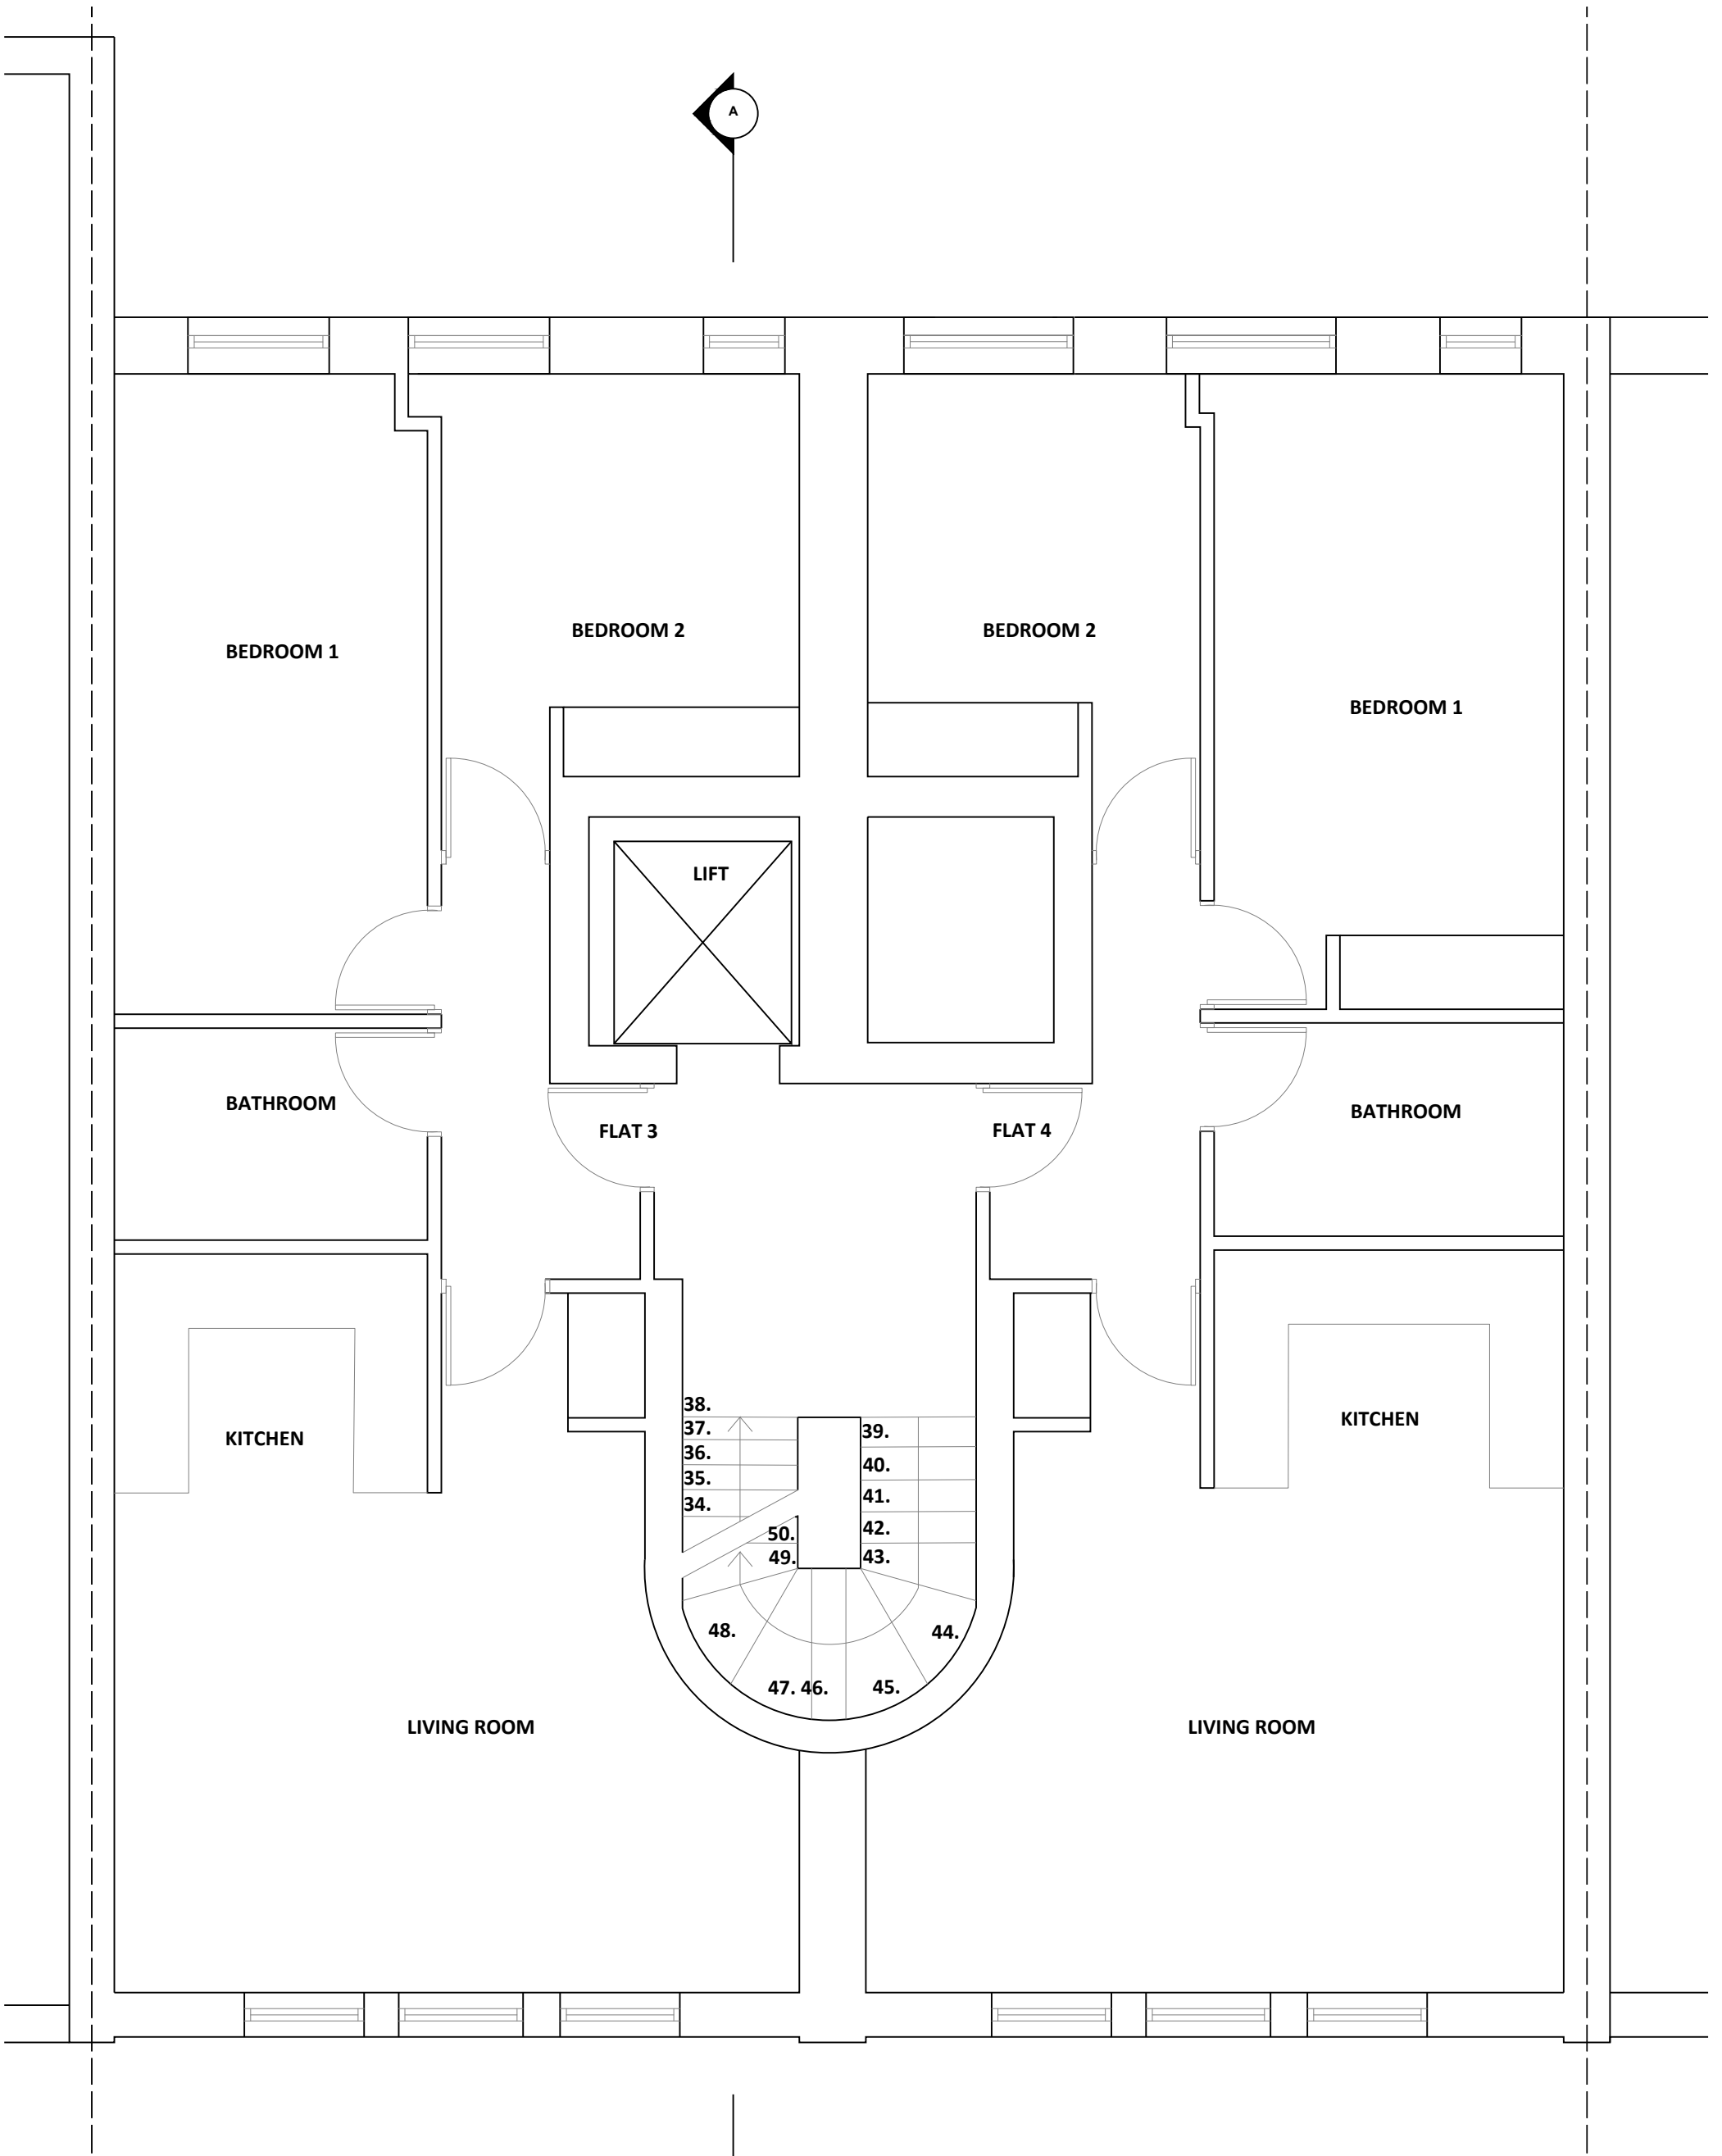 A
BEDROOM 2
BEDROOM 2
BEDROOM 1
BEDROOM 1
LIFT
BATHROOM
BATHROOM
FLAT 3
FLAT 4
38.
37.
36.
35.
34.
39.
40.
41.
42.
43.
50.
49.
48.
47.
46.
45.
44.
KITCHEN
KITCHEN
LIVING ROOM
LIVING ROOM